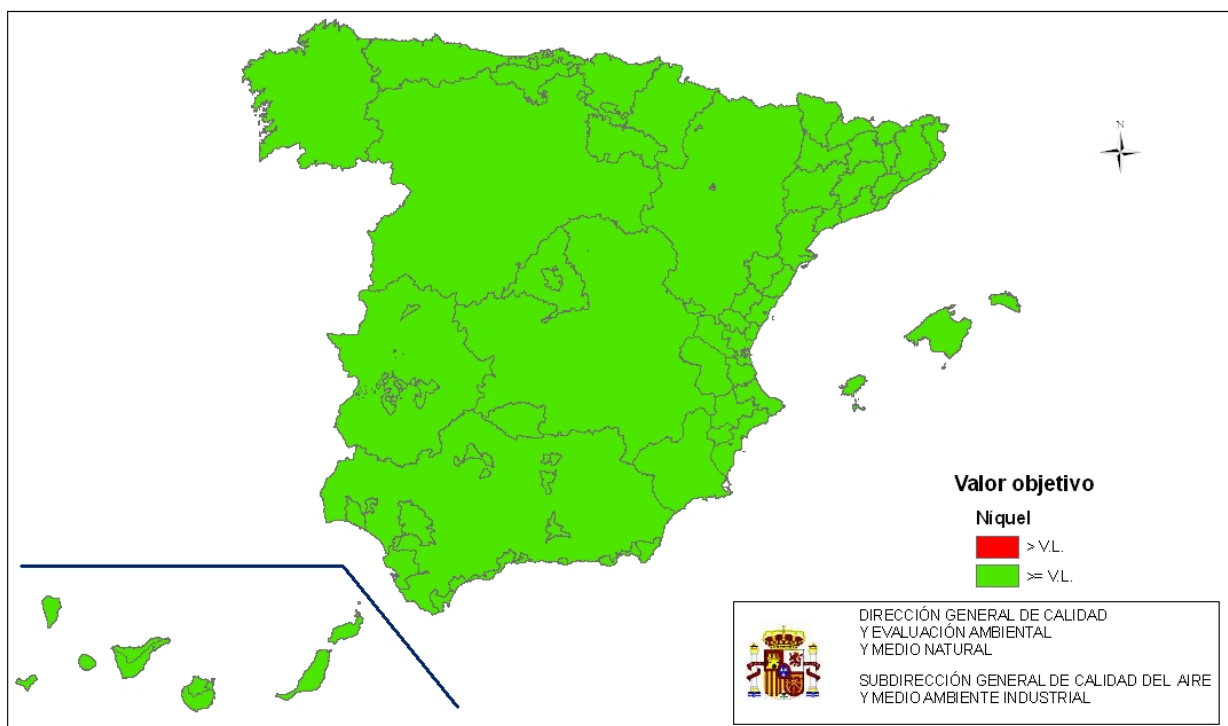 N
Valor objetivo
Níquel
> V.L.
>= V.L.
DIRECCIÓN GENERAL DE CALIDAD
Y EVALUACIÓN AMBIENTAL
Y MEDIO NATURAL
SUBDIRECCIÓN GENERAL DE CALIDAD DEL AIRE
Y MEDIO AMBIENTE INDUSTRIAL